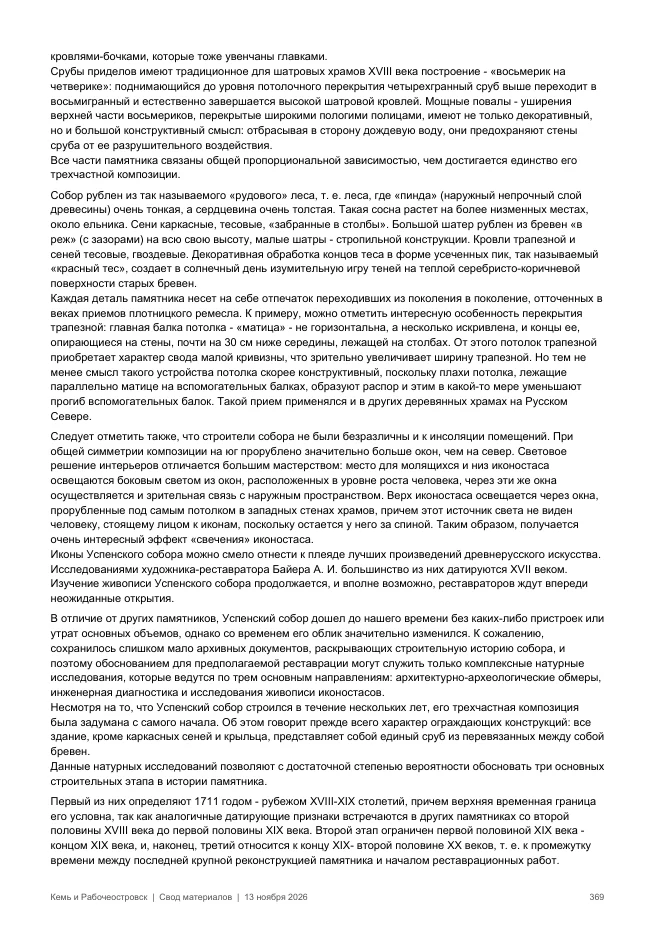 кровлями-бочками, которые тоже увенчаны главками.
Срубы приделов имеют традиционное для шатровых храмов XVIII века построение - «восьмерик на
четверике»: поднимающийся до уровня потолочного перекрытия четырехгранный сруб выше переходит в
восьмигранный и естественно завершается высокой шатровой кровлей. Мощные повалы - уширения
верхней части восьмериков, перекрытые широкими пологими полицами, имеют не только декоративный,
но и большой конструктивный смысл: отбрасывая в сторону дождевую воду, они предохраняют стены
сруба от ее разрушительного воздействия.
Все части памятника связаны общей пропорциональной зависимостью, чем достигается единство его
трехчастной композиции.
Собор рублен из так называемого «рудового» леса, т. е. леса, где «пинда» (наружный непрочный слой
древесины) очень тонкая, а сердцевина очень толстая. Такая сосна растет на более низменных местах,
около ельника. Сени каркасные, тесовые, «забранные в столбы». Большой шатер рублен из бревен «в
реж» (с зазорами) на всю свою высоту, малые шатры - стропильной конструкции. Кровли трапезной и
сеней тесовые, гвоздевые. Декоративная обработка концов теса в форме усеченных пик, так называемый
«красный тес», создает в солнечный день изумительную игру теней на теплой серебристо-коричневой
поверхности старых бревен.
Каждая деталь памятника несет на себе отпечаток переходивших из поколения в поколение, отточенных в
веках приемов плотницкого ремесла. К примеру, можно отметить интересную особенность перекрытия
трапезной: главная балка потолка - «матица» - не горизонтальна, а несколько искривлена, и концы ее,
опирающиеся на стены, почти на 30 см ниже середины, лежащей на столбах. От этого потолок трапезной
приобретает характер свода малой кривизны, что зрительно увеличивает ширину трапезной. Но тем не
менее смысл такого устройства потолка скорее конструктивный, поскольку плахи потолка, лежащие
параллельно матице на вспомогательных балках, образуют распор и этим в какой-то мере уменьшают
прогиб вспомогательных балок. Такой прием применялся и в других деревянных храмах на Русском
Севере.
Следует отметить также, что строители собора не были безразличны и к инсоляции помещений. При
общей симметрии композиции на юг прорублено значительно больше окон, чем на север. Световое
решение интерьеров отличается большим мастерством: место для молящихся и низ иконостаса
освещаются боковым светом из окон, расположенных в уровне роста человека, через эти же окна
осуществляется и зрительная связь с наружным пространством. Верх иконостаса освещается через окна,
прорубленные под самым потолком в западных стенах храмов, причем этот источник света не виден
человеку, стоящему лицом к иконам, поскольку остается у него за спиной. Таким образом, получается
очень интересный эффект «свечения» иконостаса.
Иконы Успенского собора можно смело отнести к плеяде лучших произведений древнерусского искусства.
Исследованиями художника-реставратора Байера А. И. большинство из них датируются XVII веком.
Изучение живописи Успенского собора продолжается, и вполне возможно, реставраторов ждут впереди
неожиданные открытия.
В отличие от других памятников, Успенский собор дошел до нашего времени без каких-либо пристроек или
утрат основных объемов, однако со временем его облик значительно изменился. К сожалению,
сохранилось слишком мало архивных документов, раскрывающих строительную историю собора, и
поэтому обоснованием для предполагаемой реставрации могут служить только комплексные натурные
исследования, которые ведутся по трем основным направлениям: архитектурно-археологические обмеры,
инженерная диагностика и исследования живописи иконостасов.
Несмотря на то, что Успенский собор строился в течение нескольких лет, его трехчастная композиция
была задумана с самого начала. Об этом говорит прежде всего характер ограждающих конструкций: все
здание, кроме каркасных сеней и крыльца, представляет собой единый сруб из перевязанных между собой
бревен.
Данные натурных исследований позволяют с достаточной степенью вероятности обосновать три основных
строительных этапа в истории памятника.
Первый из них определяют 1711 годом - рубежом XVIII-XIX столетий, причем верхняя временная граница
его условна, так как аналогичные датирующие признаки встречаются в других памятниках со второй
половины XVIII века до первой половины XIX века. Второй этап ограничен первой половиной XIX века -
концом XIX века, и, наконец, третий относится к концу XIX- второй половине XX веков, т. е. к промежутку
времени между последней крупной реконструкцией памятника и началом реставрационных работ.
Кемь и Рабочеостровск | Свод материалов | 13 ноября 2026
369